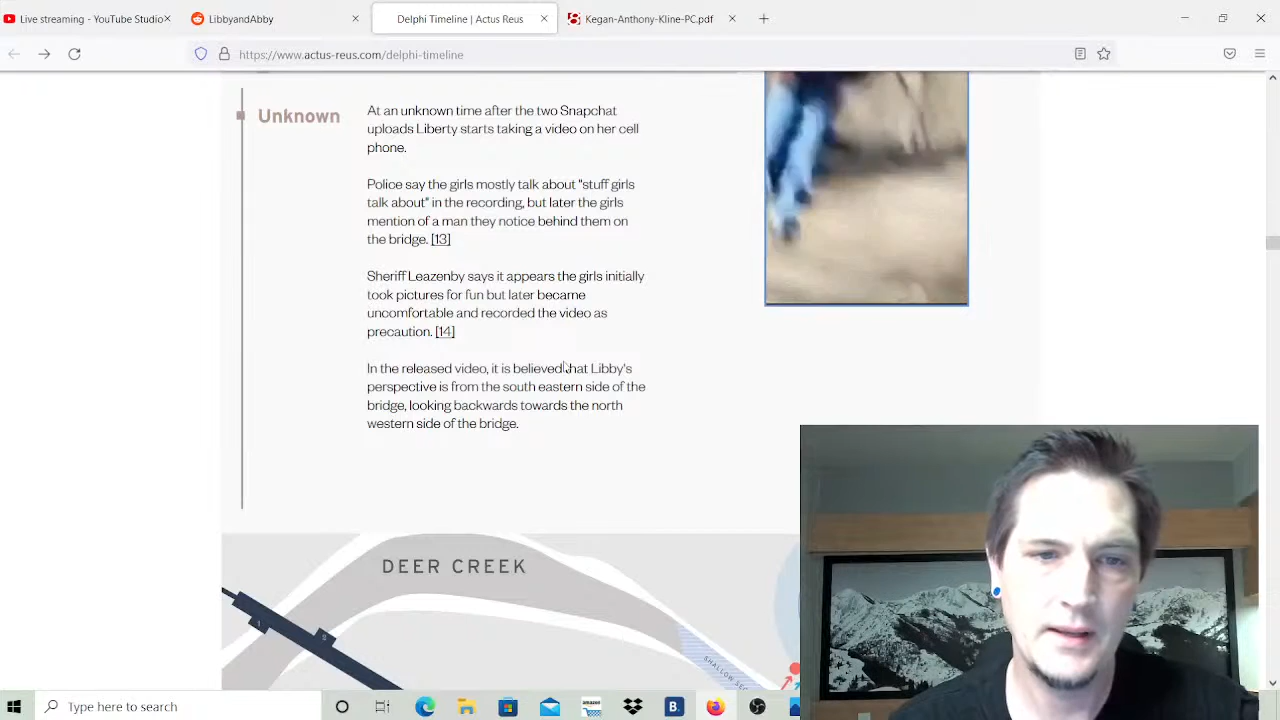 Live streaming - YouTube Studio
LibbyandAbby
Delphi Timeline | Actus Reus
Kegan-Anthony-Kline-PC.pdf
https://www.actus-reus.com/delphi-timeline
Unknown
At an unknown time after the two Snapchat
uploads Liberty starts taking a video on her cell
phone.
Police say the girls mostly talk about "stuff girls
talk about" in the recording, but later the girls
mention of a man they notice behind them on
the bridge. [13]
Sheriff Leazenby says it appears the girls initially
took pictures for fun but later became
uncomfortable and recorded the video as
precaution. [14]
In the released video, it is believed that Libby's
perspective is from the south eastern side of the
bridge, looking backwards towards the north
western side of the bridge.
DEER CREEK
1
2
SHALLOW
Type here to search
amazon
B